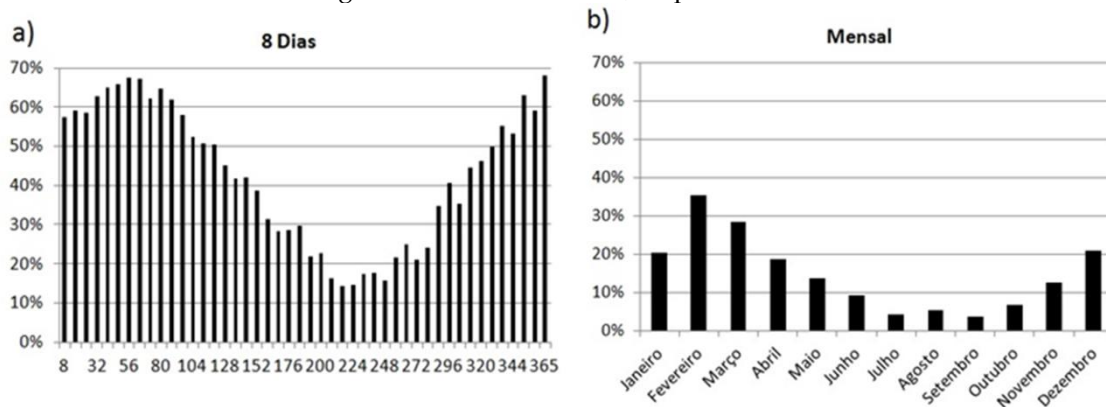 a)
8 Dias
70%
60%
50%
40%
30%
20%
10%
0%
8 32 56 80 104 128 152 176 200 224 248 272 296 320 344 365
b)
Mensal
70%
60%
50%
40%
30%
20%
10%
0%
Janeiro
Fevereiro
Março
Abril
Maio
Junho
Julho
Agosto
Setembro
Outubro
Novembro
Dezembro